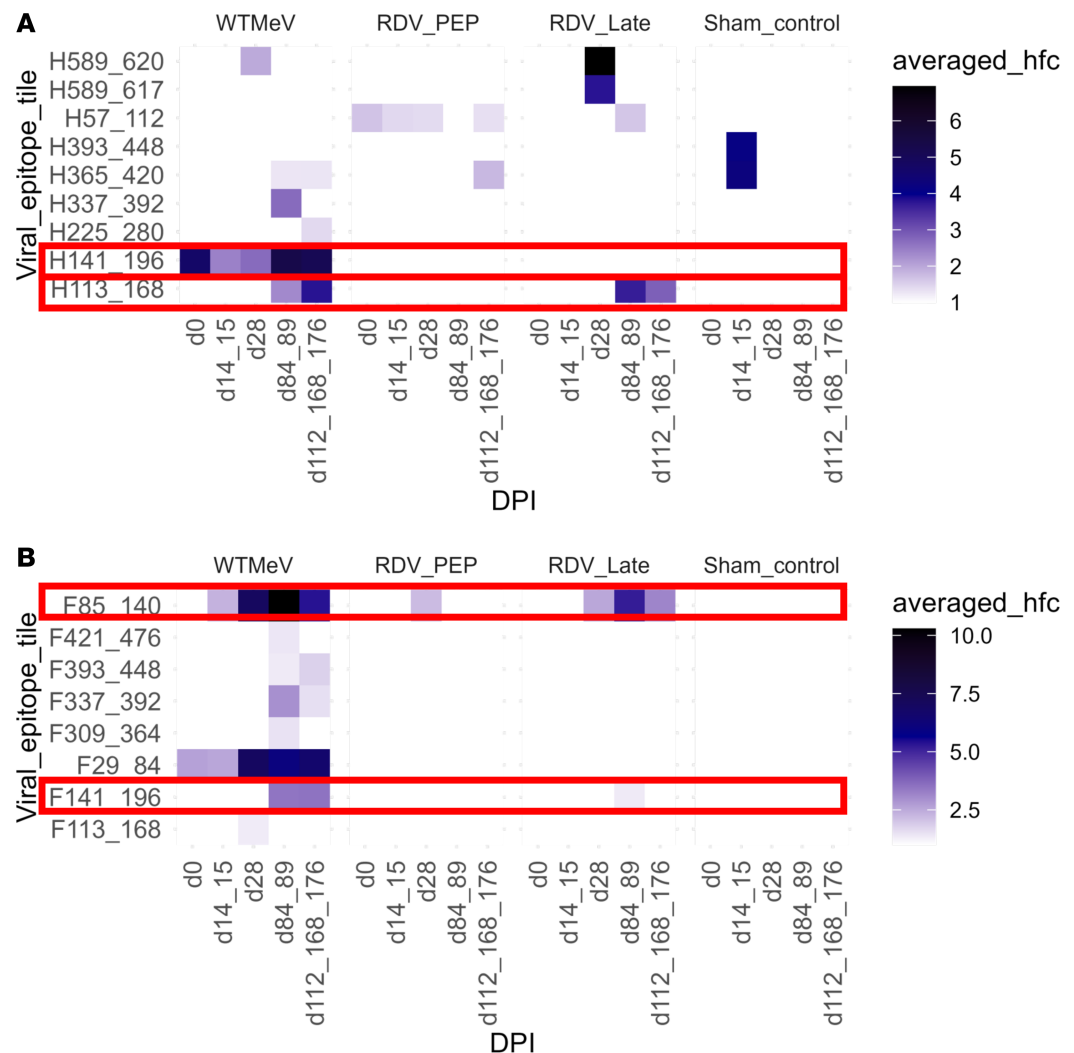 A
WTMeV RDV_PEP RDV_Late Sham_control
Viral_epitope_tile
H589_620
H589_617
H57_112
H393_448
H365_420
H337_392
H225_280
H141_196
H113_168
d0 d14_15 d28 d84_89 d112_168_176 d0 d14_15 d28 d84_89 d112_168_176 d0 d14_15 d28 d84_89 d112_168_176 d0 d14_15 d28 d84_89 d112_168_176
DPI
averaged_hfc
6
5
4
3
2
1
B
WTMeV RDV_PEP RDV_Late Sham_control
Viral_epitope_tile
F85_140
F421_476
F393_448
F337_392
F309_364
F29_84
F141_196
F113_168
d0 d14_15 d28 d84_89 d112_168_176 d0 d14_15 d28 d84_89 d112_168_176 d0 d14_15 d28 d84_89 d112_168_176 d0 d14_15 d28 d84_89 d112_168_176
DPI
averaged_hfc
10.0
7.5
5.0
2.5